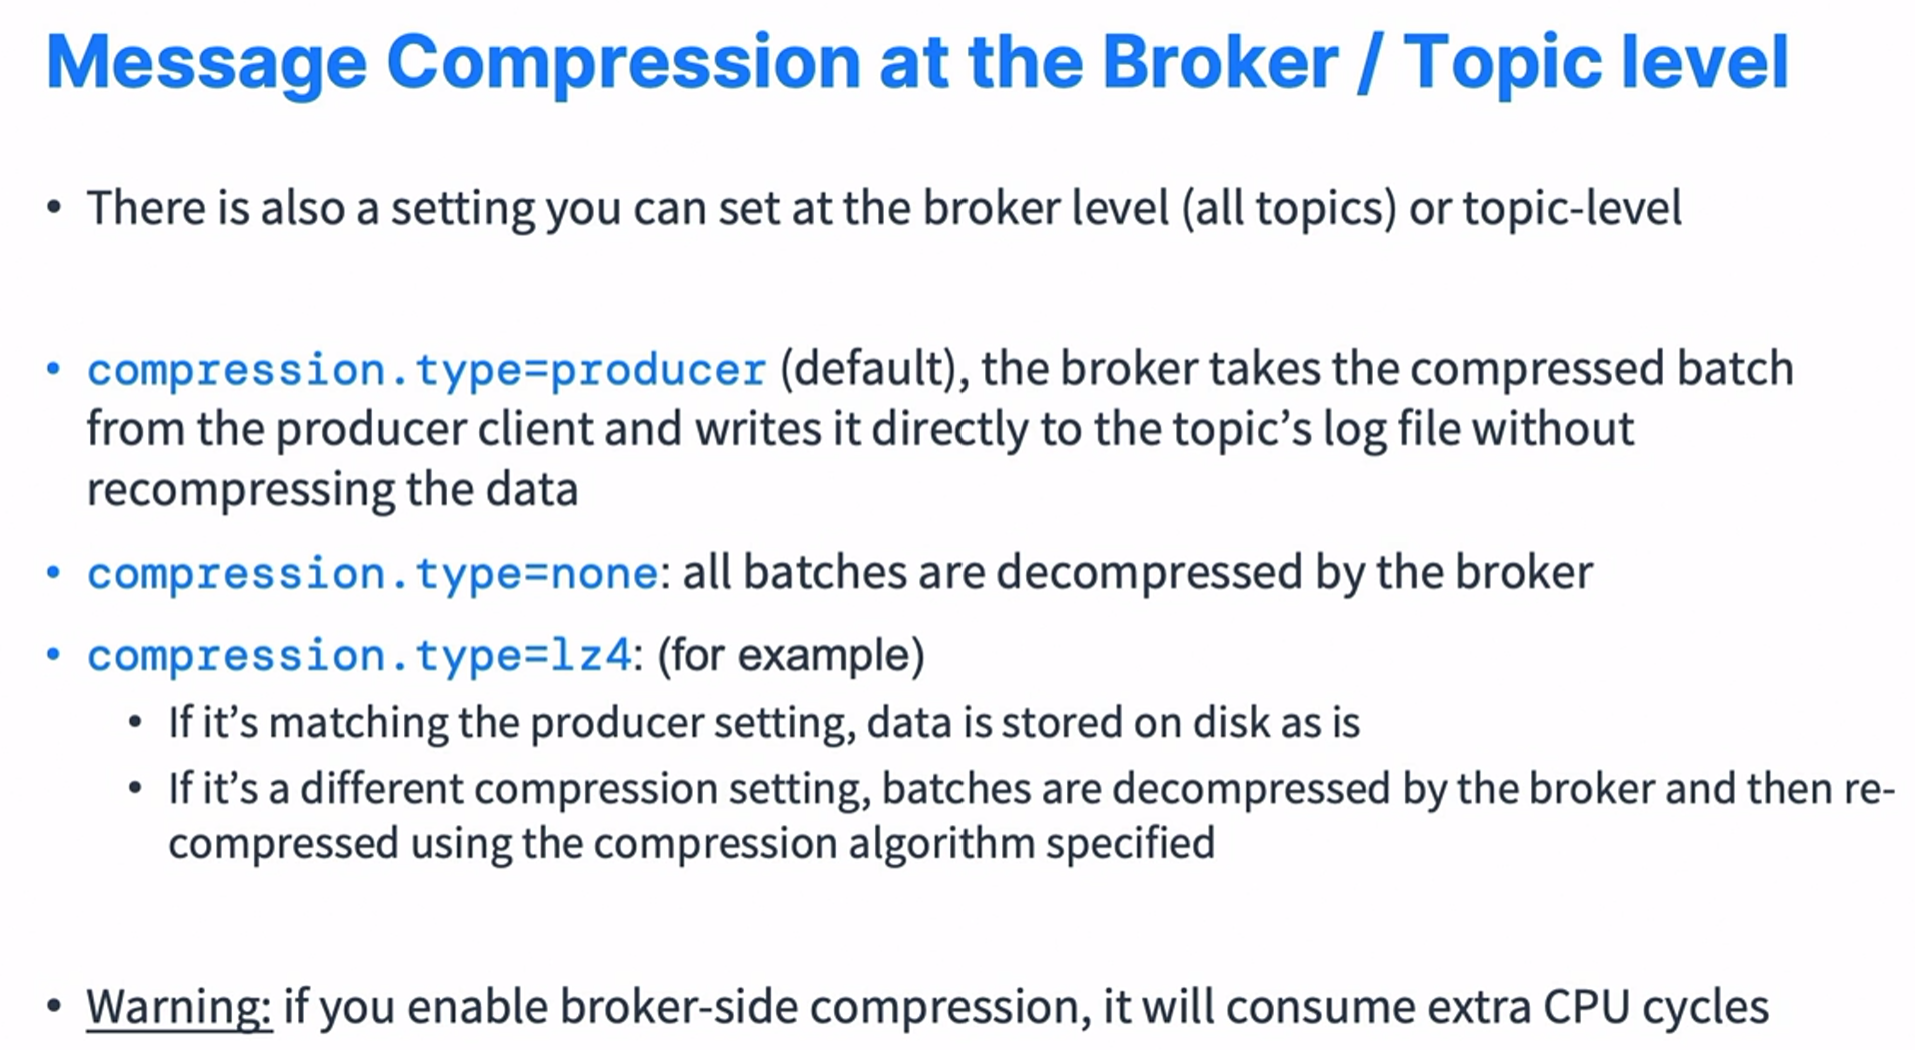 Message Compression at the Broker / Topic level
• There is also a setting you can set at the broker level (all topics) or topic-level
• compression.type=producer (default), the broker takes the compressed batch
from the producer client and writes it directly to the topic’s log file without
recompressing the data
• compression.type=none: all batches are decompressed by the broker
• compression.type=lz4: (for example)
• If it’s matching the producer setting, data is stored on disk as is
• If it’s a different compression setting, batches are decompressed by the broker and then re-
compressed using the compression algorithm specified
• Warning: if you enable broker-side compression, it will consume extra CPU cycles